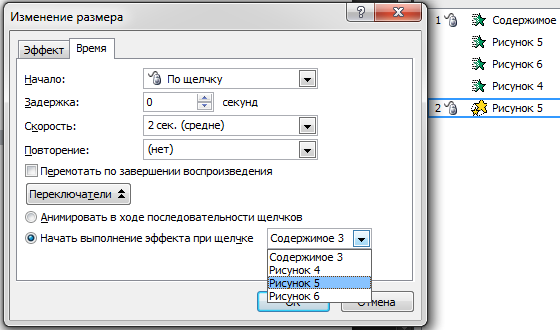 Изменение размера
Эффект Время
Начало: По щелчку
Задержка: 0 секунд
Скорость: 2 сек. (средне)
Повторение: (нет)
Перемотать по завершении воспроизведения
Переключатели
Анимировать в ходе последовательности щелчков
Начать выполнение эффекта при щелчке Содержимое 3
Содержимое 3
Рисунок 4
Рисунок 5
Рисунок 6
ОК Отмена
1 Содержимое
Рисунок 5
Рисунок 6
Рисунок 4
2 Рисунок 5